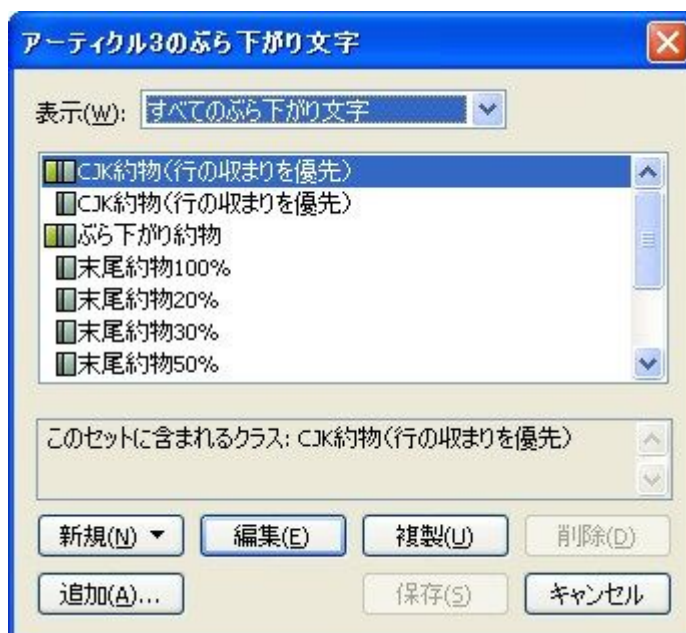 アーティクル3のぶら下がり文字
表示(W): すべてのぶら下がり文字
CJK約物(行の収まりを優先)
CJK約物(行の収まりを優先)
ぶら下がり約物
末尾約物100%
末尾約物20%
末尾約物30%
末尾約物50%
このセットに含まれるクラス: CJK約物(行の収まりを優先)
新規(N) 編集(E) 複製(U) 削除(D)
追加(A)... 保存(S) キャンセル